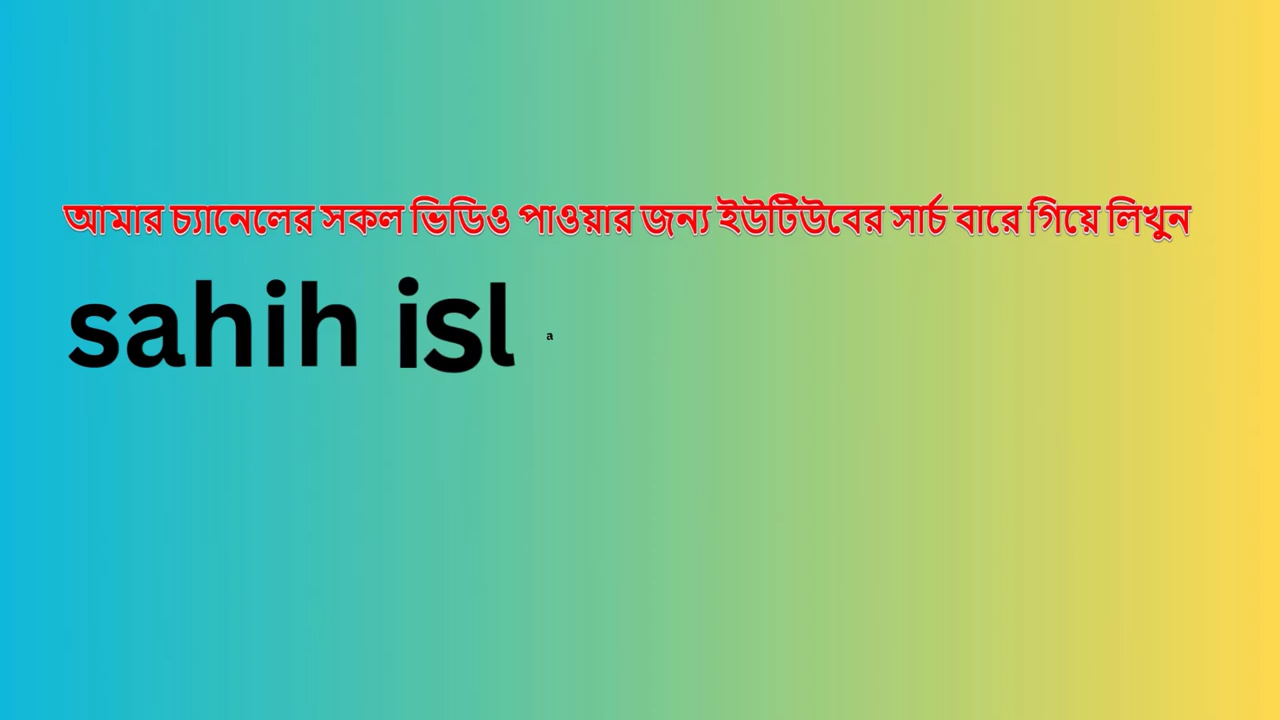 আমার চ্যানেলের সকল ভিডিও পাওয়ার জন্য ইউটিউবের সার্চ বারে গিয়ে লিখুন
sahih isl a